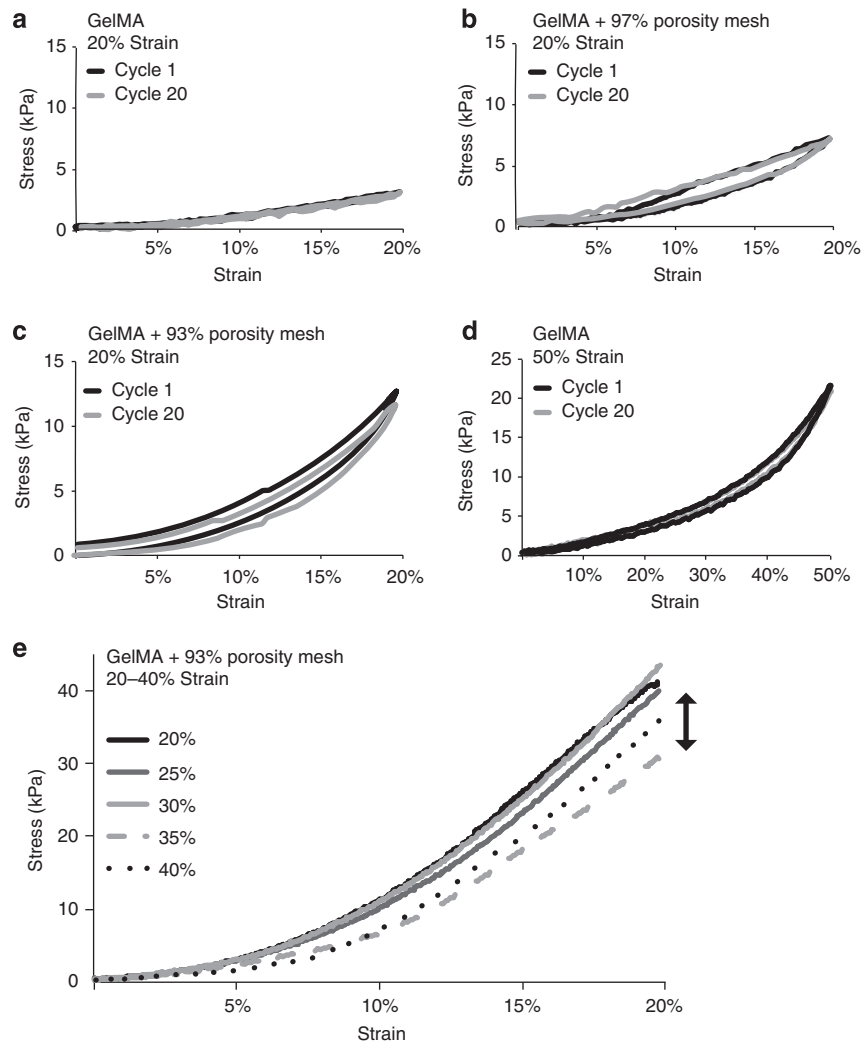 a
GelMA
20% Strain
Cycle 1
Cycle 20
15
10
5
0
Stress (kPa)
5%
10%
15%
20%
Strain
b
GelMA + 97% porosity mesh
20% Strain
Cycle 1
Cycle 20
15
10
5
0
Stress (kPa)
5%
10%
15%
20%
Strain
c
GelMA + 93% porosity mesh
20% Strain
Cycle 1
Cycle 20
15
10
5
0
Stress (kPa)
5%
10%
15%
20%
Strain
d
GelMA
50% Strain
Cycle 1
Cycle 20
25
20
15
10
5
0
Stress (kPa)
10%
20%
30%
40%
50%
Strain
e
GelMA + 93% porosity mesh
20–40% Strain
20%
25%
30%
35%
40%
40
30
20
10
0
Stress (kPa)
5%
10%
15%
20%
Strain